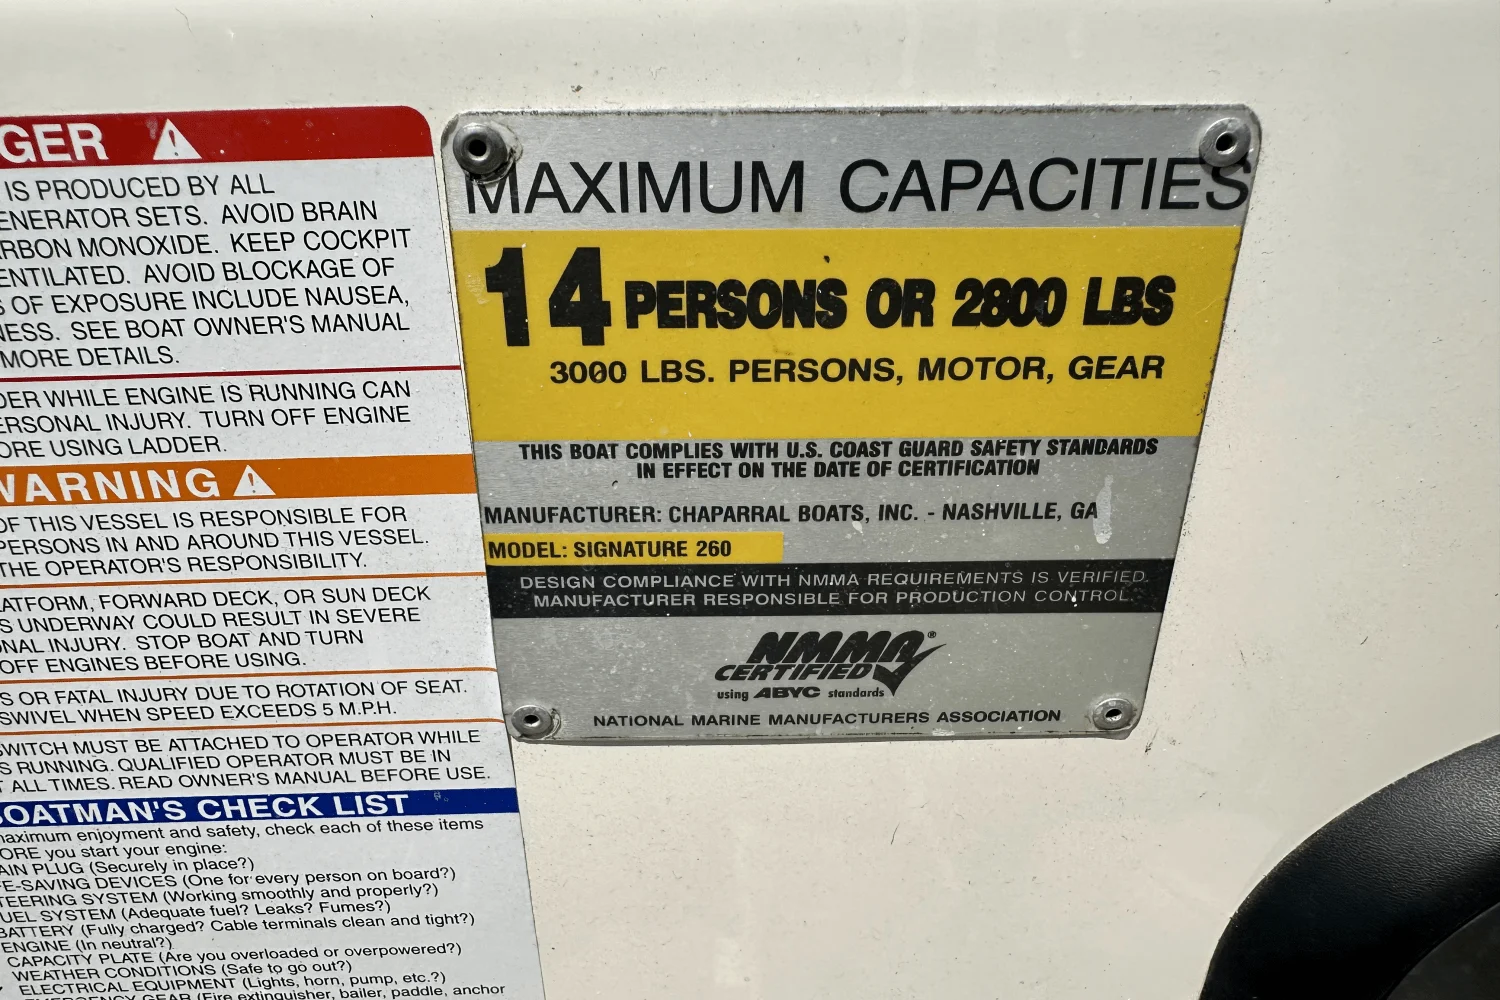 GER
IS PRODUCED BY ALL
ENERATOR SETS. AVOID BRAIN
RBON MONOXIDE. KEEP COCKPIT
ENTILATED. AVOID BLOCKAGE OF
S OF EXPOSURE INCLUDE NAUSEA,
NESS. SEE BOAT OWNER'S MANUAL
MORE DETAILS.
DER WHILE ENGINE IS RUNNING CAN
ERSONAL INJURY. TURN OFF ENGINE
ORE USING LADDER.
WARNING
OF THIS VESSEL IS RESPONSIBLE FOR
PERSONS IN AND AROUND THIS VESSEL.
THE OPERATOR'S RESPONSIBILITY.
ATFORM, FORWARD DECK, OR SUN DECK
S UNDERWAY COULD RESULT IN SEVERE
NAL INJURY. STOP BOAT AND TURN
OFF ENGINES BEFORE USING.
S OR FATAL INJURY DUE TO ROTATION OF SEAT.
SWIVEL WHEN SPEED EXCEEDS 5 M.P.H.
SWITCH MUST BE ATTACHED TO OPERATOR WHILE
S RUNNING. QUALIFIED OPERATOR MUST BE IN
T ALL TIMES. READ OWNER'S MANUAL BEFORE USE.
BOATMAN'S CHECK LIST
maximum enjoyment and safety, check each of these items
ORE you start your engine:
AIN PLUG (Securely in place?)
FE-SAVING DEVICES (One for every person on board?)
TEERING SYSTEM (Working smoothly and properly?)
UEL SYSTEM (Adequate fuel? Leaks? Fumes?)
BATTERY (Fully charged? Cable terminals clean and tight?)
ENGINE (In neutral?)
CAPACITY PLATE (Are you overloaded or overpowered?)
WEATHER CONDITIONS (Safe to go out?)
ELECTRICAL EQUIPMENT (Lights, horn, pump, etc.?)
EMERGENCY GEAR (Fire extinguisher, bailer, paddle, anchor
MAXIMUM CAPACITIES
14 PERSONS OR 2800 LBS
3000 LBS. PERSONS, MOTOR, GEAR
THIS BOAT COMPLIES WITH U.S. COAST GUARD SAFETY STANDARDS
IN EFFECT ON THE DATE OF CERTIFICATION
MANUFACTURER: CHAPARRAL BOATS, INC. - NASHVILLE, GA
MODEL: SIGNATURE 260
DESIGN COMPLIANCE WITH NMMA REQUIREMENTS IS VERIFIED.
MANUFACTURER RESPONSIBLE FOR PRODUCTION CONTROL.
NMMA®
CERTIFIED
using ABYC standards
NATIONAL MARINE MANUFACTURERS ASSOCIATION